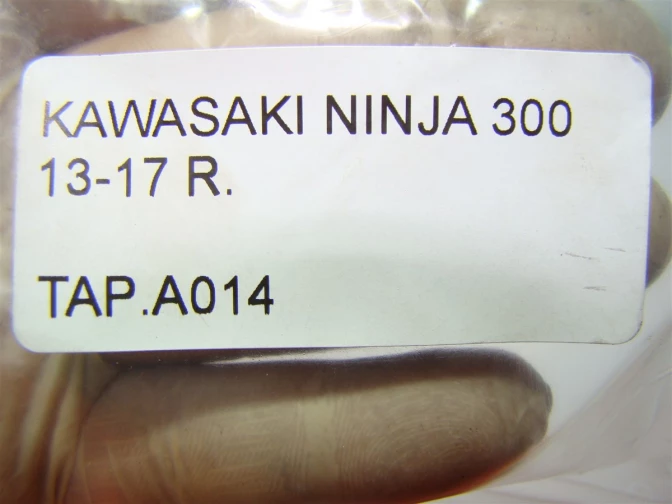 KAWASAKI NINJA 300
13-17 R.
TAP.A014